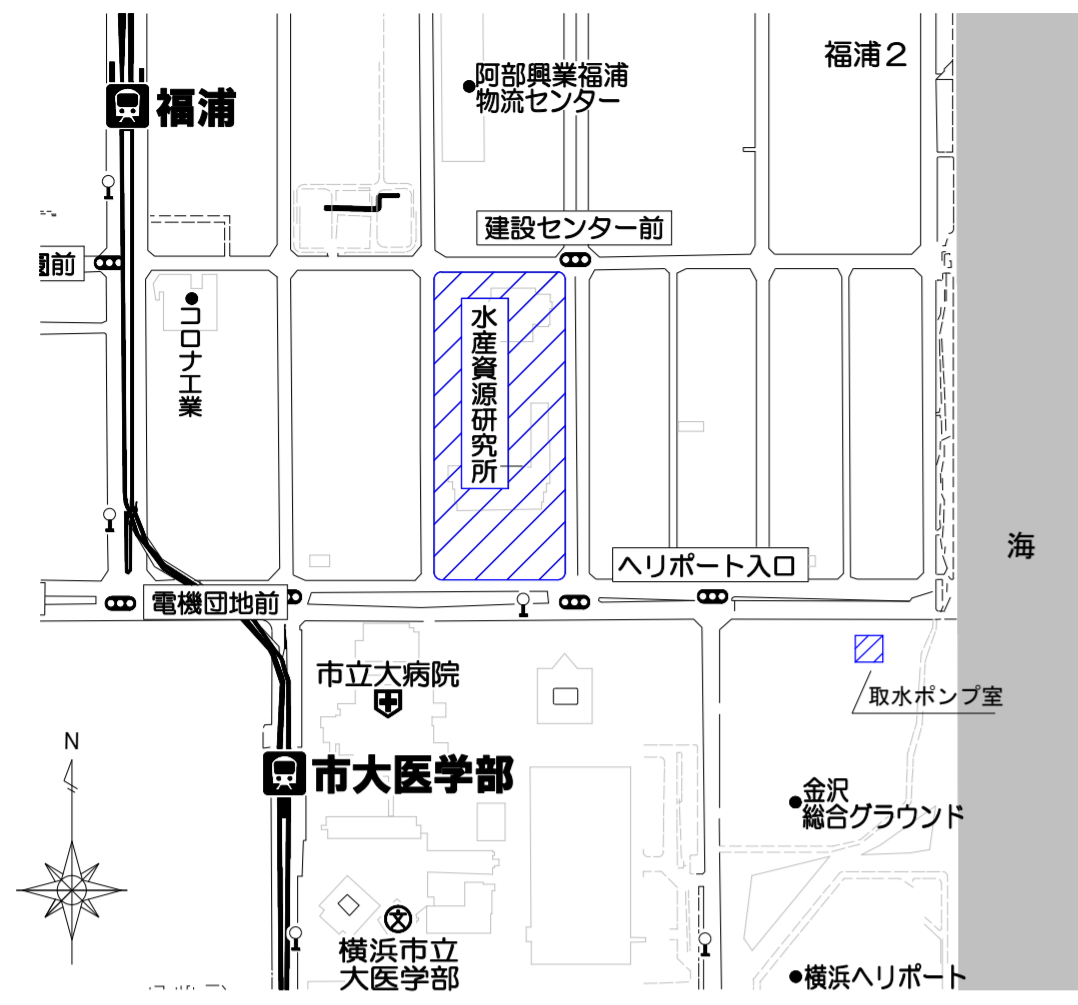 福浦2
阿部興業福浦
物流センター
福浦
建設センター前
園前
コロナ工業
水産資源研究所
海
ヘリポート入口
電機団地前
市立大病院
取水ポンプ室
N
市大医学部
金沢
総合グラウンド
文
横浜市立
大医学部
横浜ヘリポート